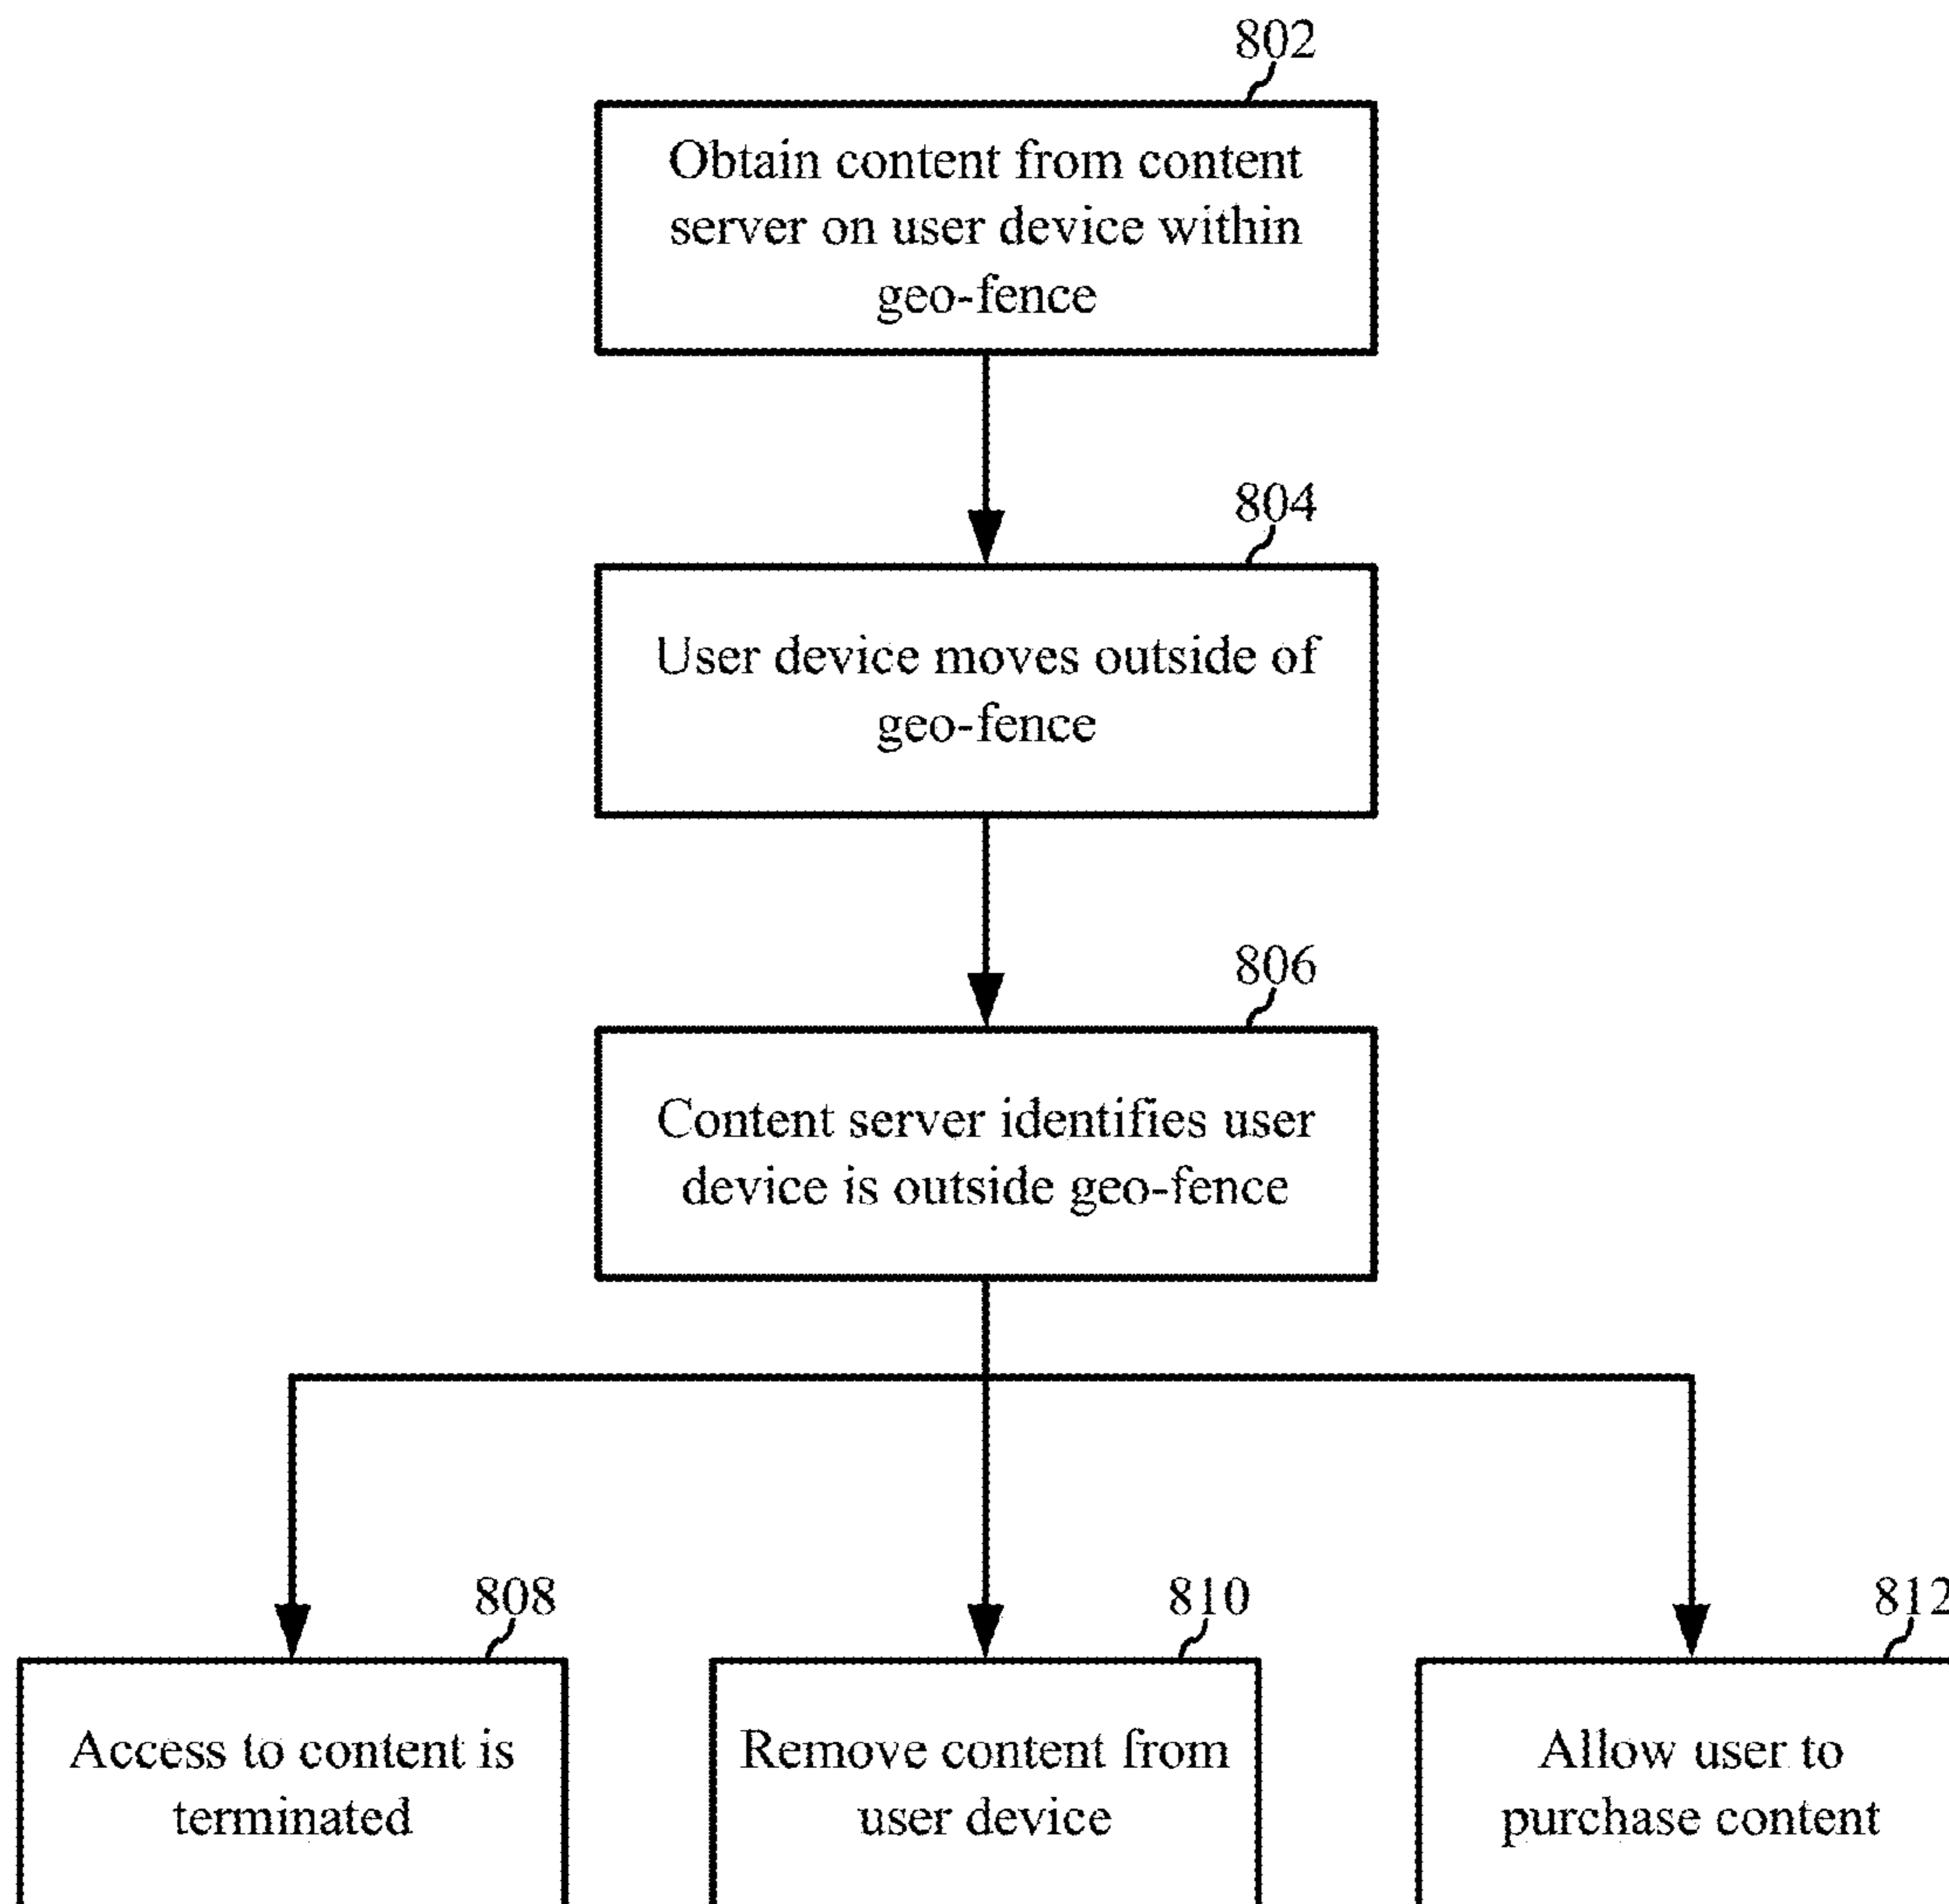 802
Obtain content from content
server on user device within
geo-fence
804
User device moves outside of
geo-fence
806
Content server identifies user
device is outside geo-fence
808
Access to content is
terminated
810
Remove content from
user device
812
Allow user to
purchase content